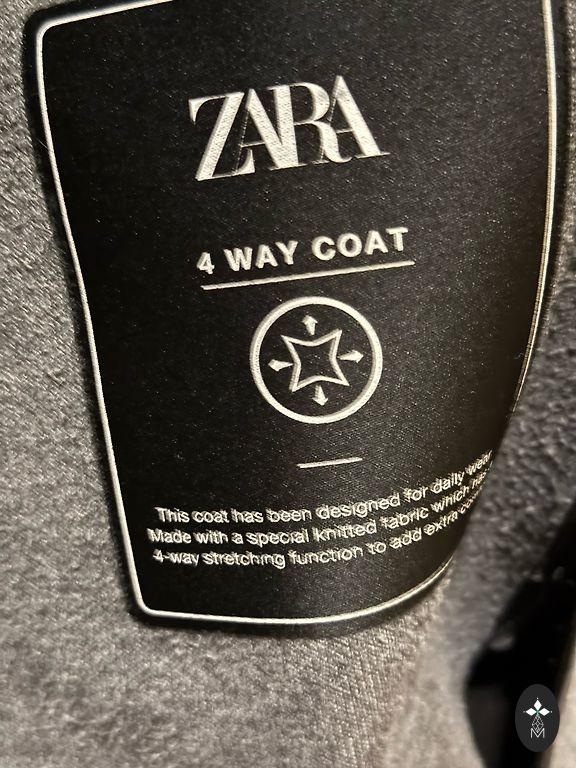 ZARA
4 WAY COAT
This coat has been designed for daily wear
Made with a special knitted fabric which has
4-way stretching function to add extra
M